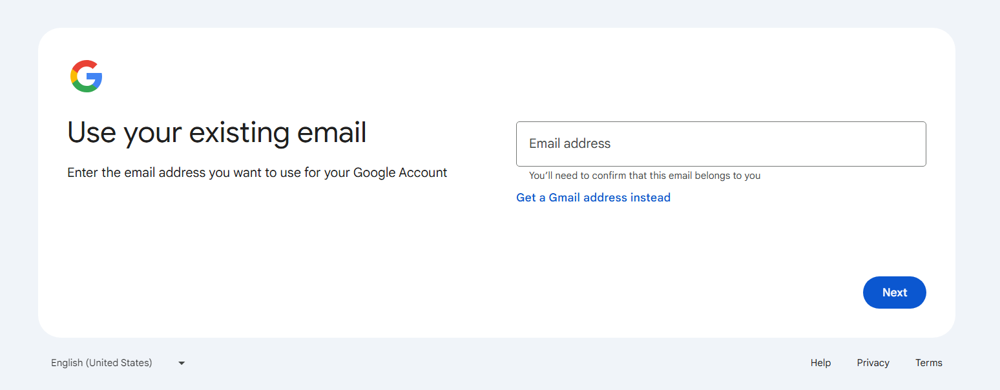 Use your existing email
Enter the email address you want to use for your Google Account
Email address
You’ll need to confirm that this email belongs to you
Get a Gmail address instead
Next
English (United States)
Help
Privacy
Terms